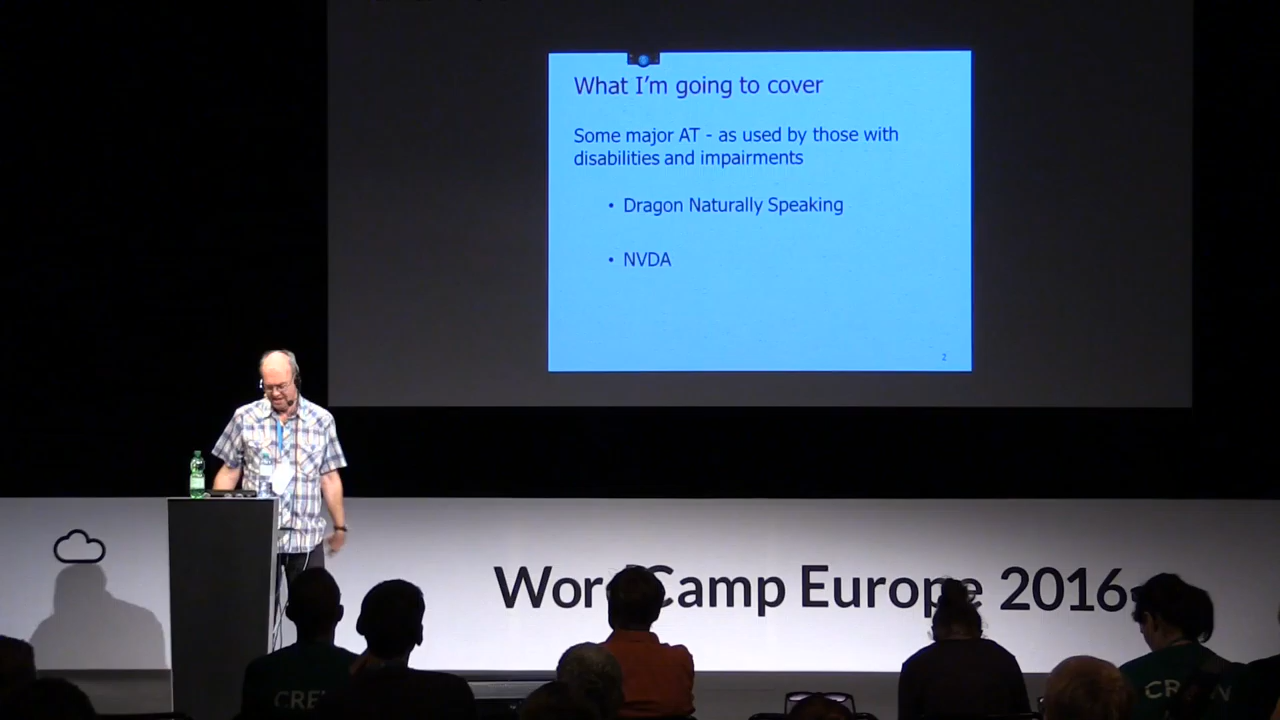 What I'm going to cover
Some major AT - as used by those with
disabilities and impairments
• Dragon Naturally Speaking
• NVDA
2
WordCamp Europe 2016